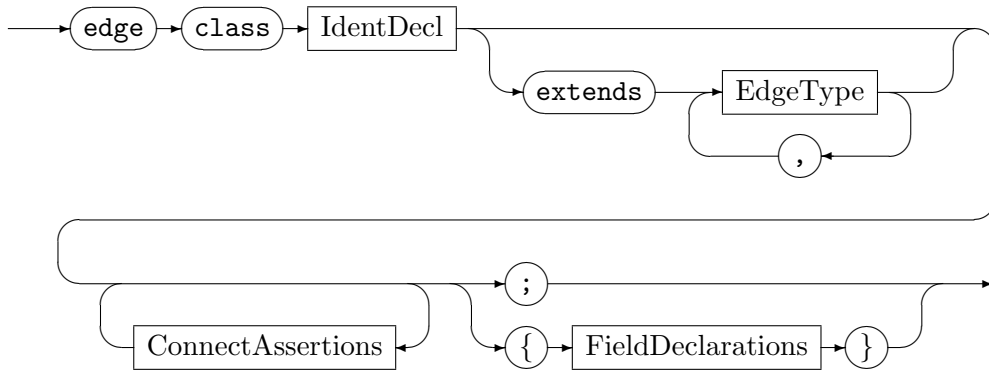 edge class IdentDecl
extends EdgeType
,
;
ConnectAssertions { FieldDeclarations }